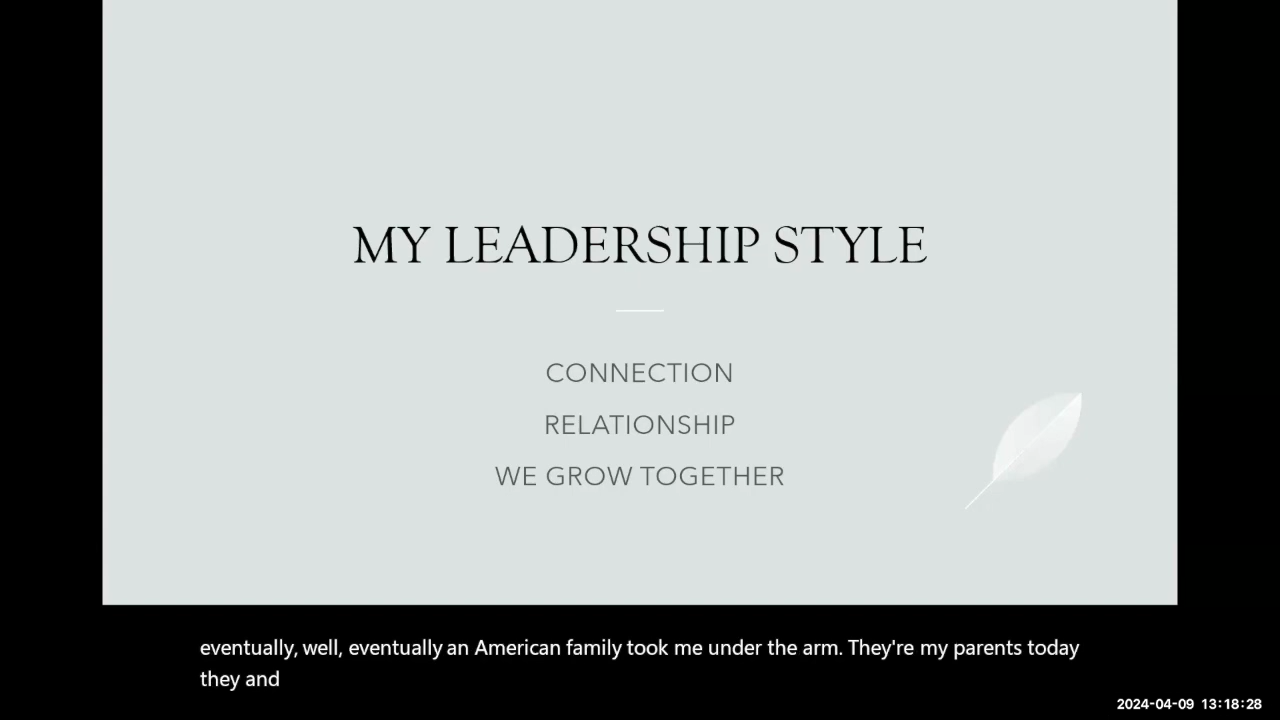 MY LEADERSHIP STYLE
CONNECTION
RELATIONSHIP
WE GROW TOGETHER
eventually, well, eventually an American family took me under the arm. They're my parents today
they and
2024-04-09 13:18:28